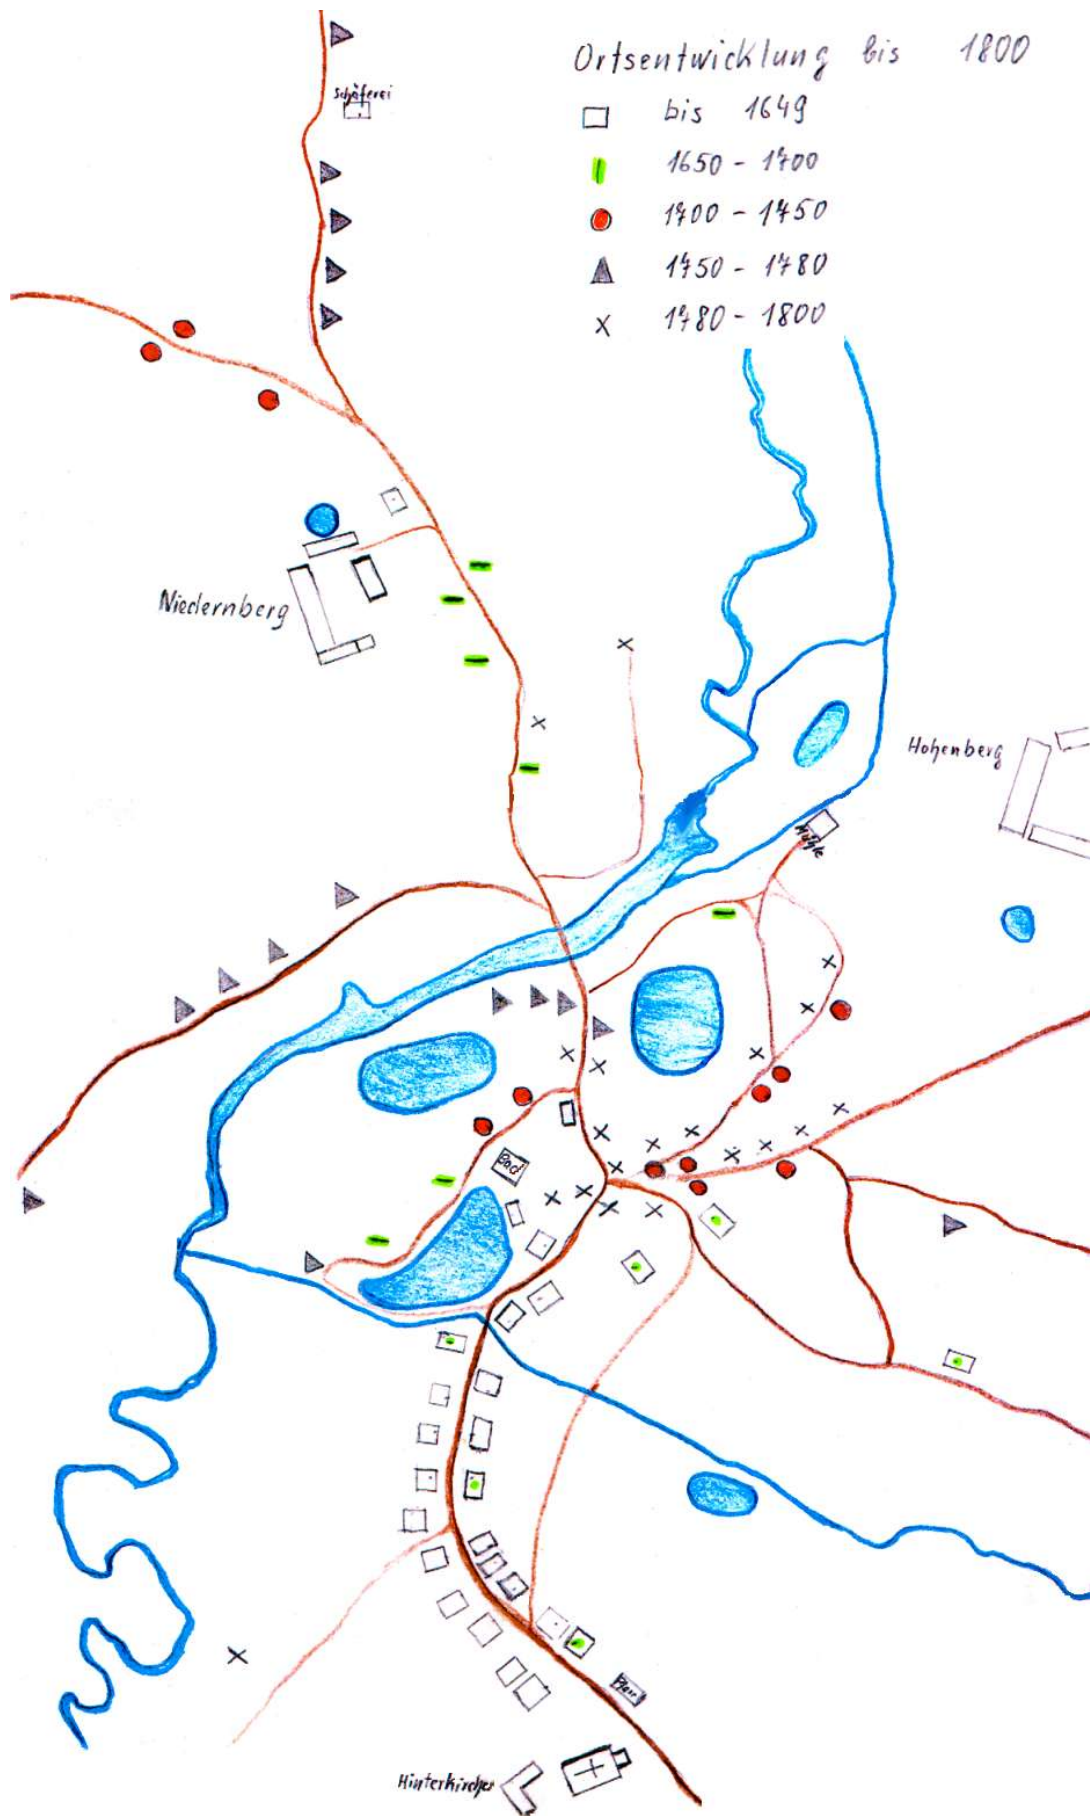 Ortsentwicklung bis 1800
bis 1649
1650 - 1700
1700 - 1750
1750 - 1780
1780 - 1800
Schäferei
Niedernberg
Hohenberg
Mühle
Bad
Pfarr
Hinterkirchen